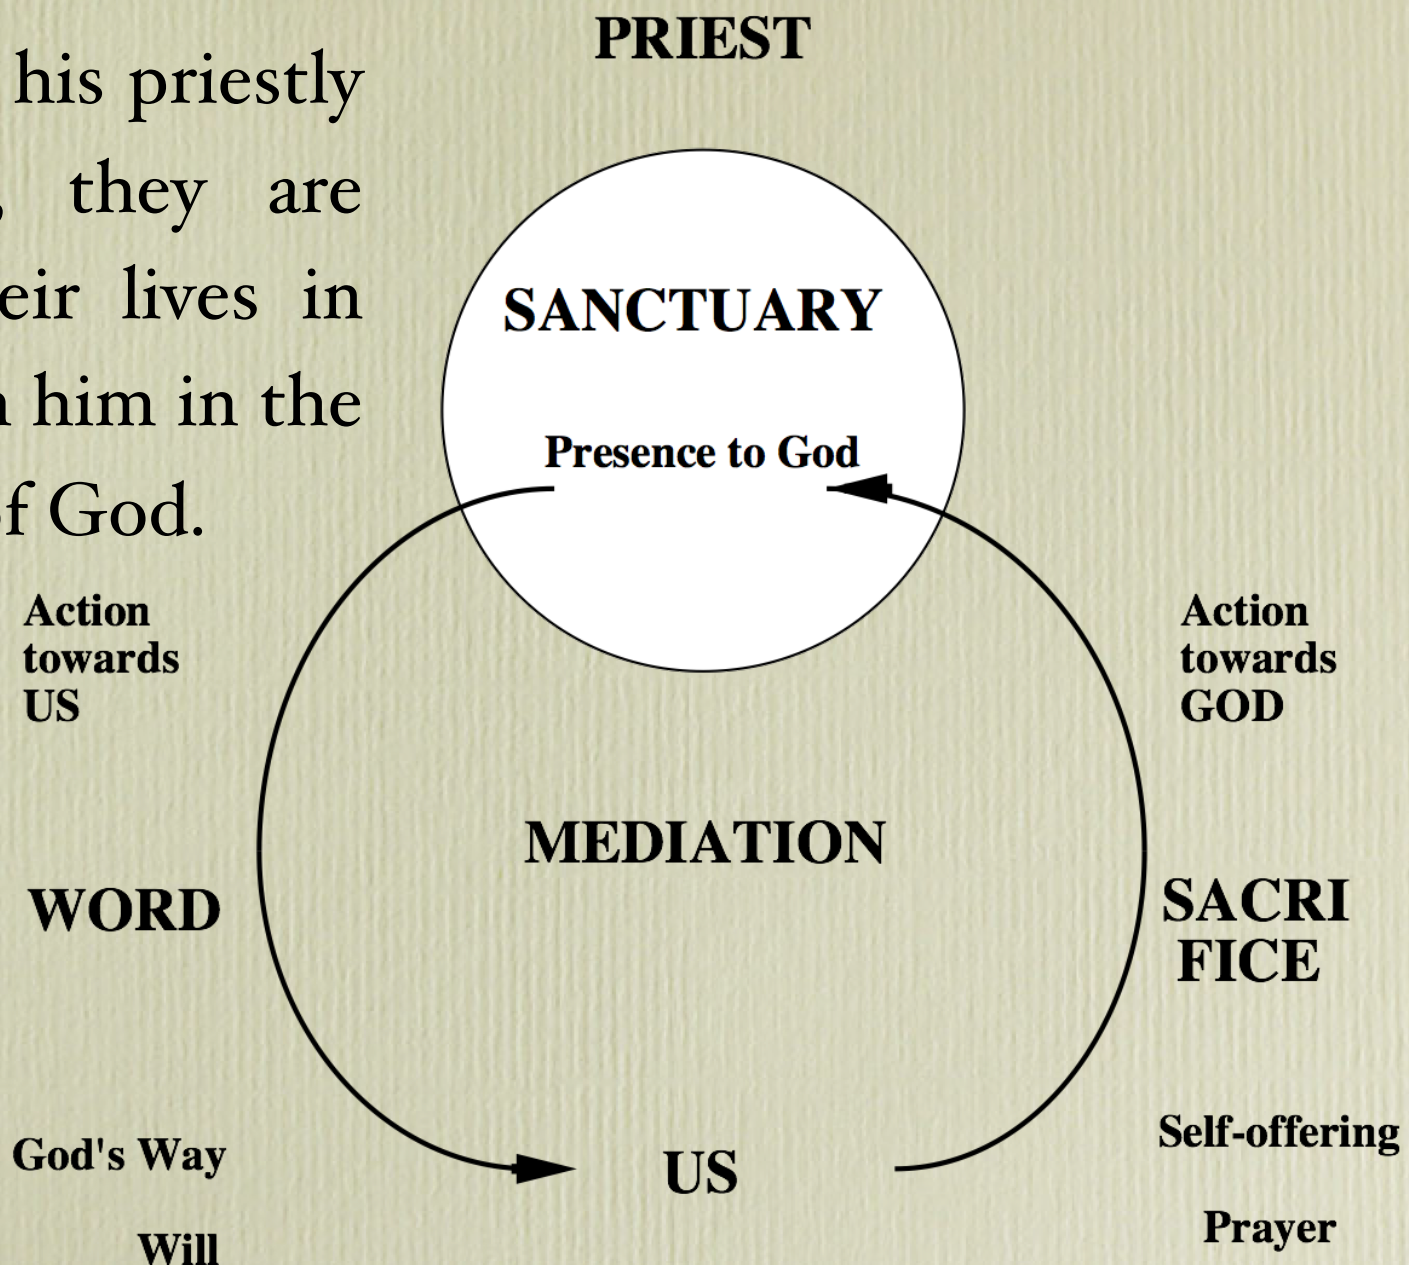 PRIEST
his priestly
they are
lives in
him in the
God.
SANCTUARY
Presence to God
Action
towards
US
Action
towards
GOD
MEDIATION
WORD
SACRI
FICE
God's Way
Will
US
Self-offering
Prayer